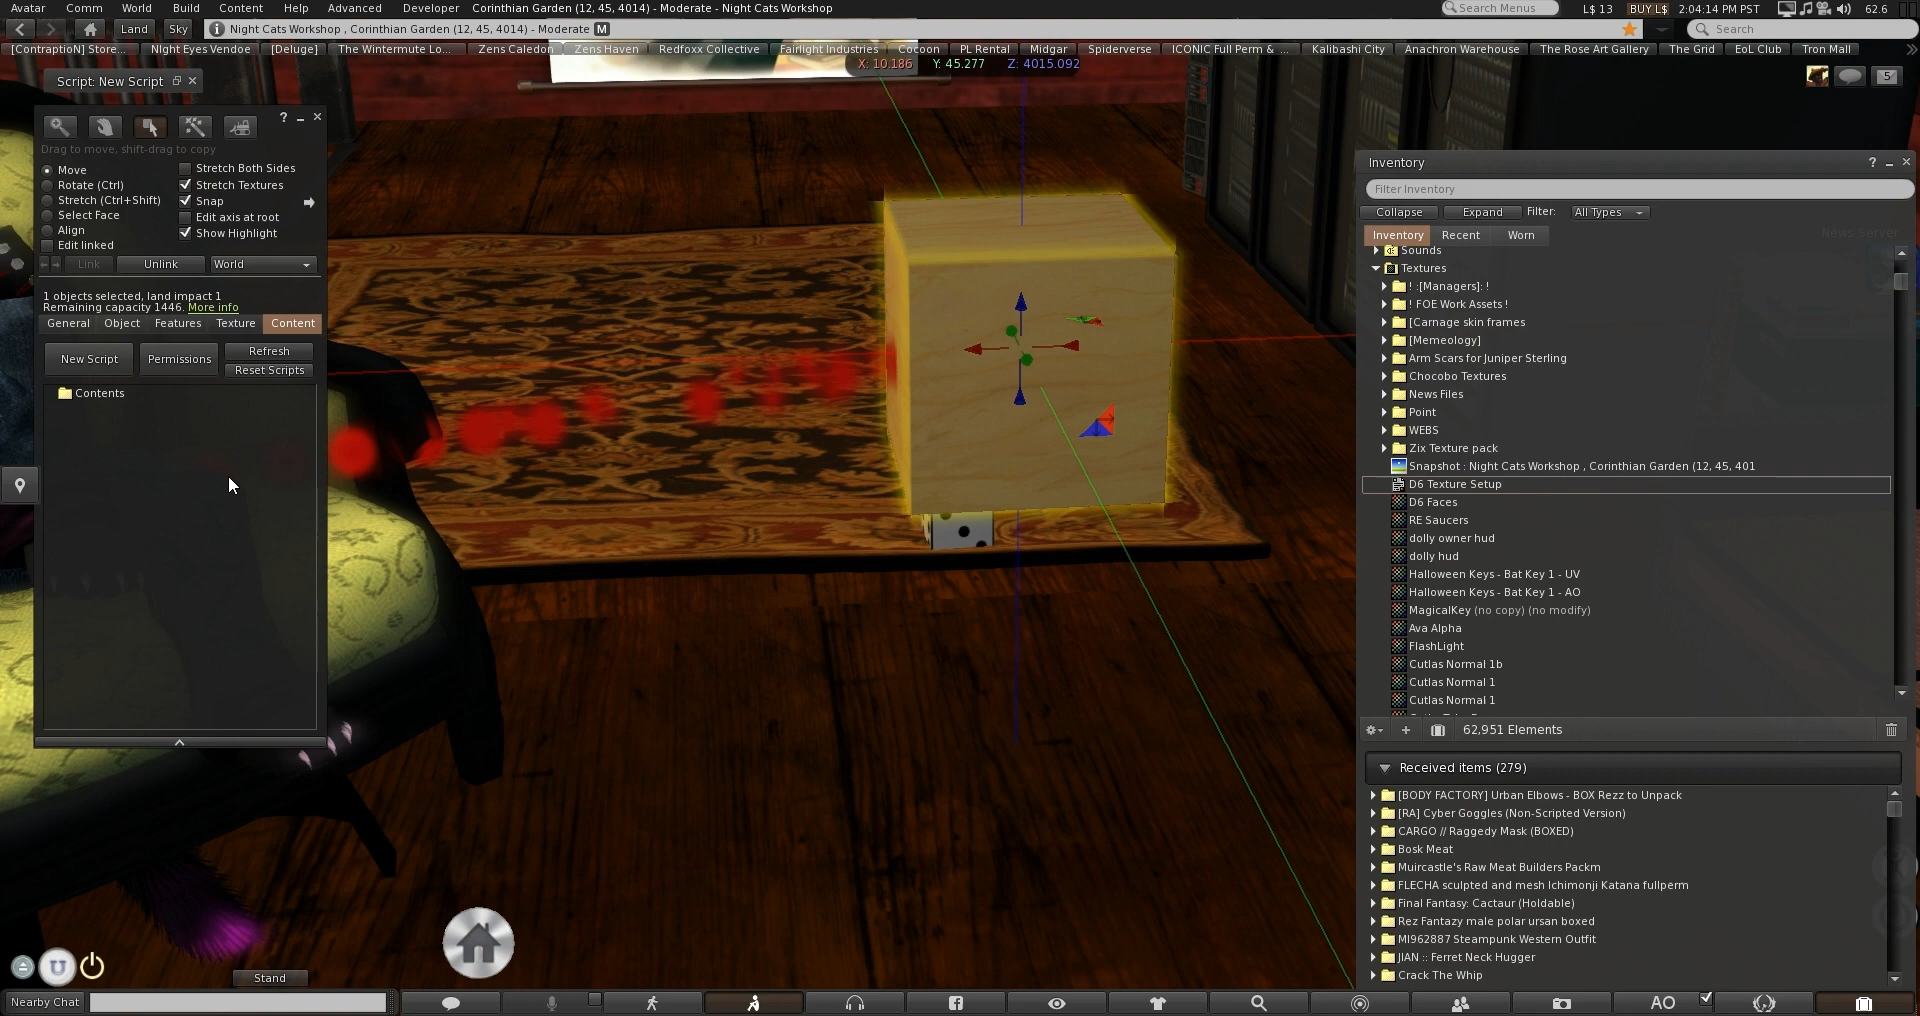 Avatar Comm World Build Content Help Advanced Developer Corinthian Garden (12, 45, 4014) - Moderate - Night Cats Workshop
Search Menus L$ 13 BUY L$ 2:04:14 PM PST 62.6
Land Sky Night Cats Workshop , Corinthian Garden (12, 45, 4014) - Moderate M Search
[ContraptioN] Store... Night Eyes Vendoe [Deluge] The Wintermute Lo... Zens Caledon Zens Haven Redfoxx Collective Fairlight Industries Cocoon PL Rental Midgar Spiderverse ICONIC Full Perm & ... Kalibashi City Anachron Warehouse The Rose Art Gallery The Grid EoL Club Tron Mall
X: 10.186 Y: 45.277 Z: 4015.092
5
Script: New Script
Drag to move, shift-drag to copy
Move
Rotate (Ctrl)
Stretch (Ctrl+Shift)
Select Face
Align
Edit linked
Stretch Both Sides
Stretch Textures
Snap
Edit axis at root
Show Highlight
Link Unlink World
1 objects selected, land impact 1
Remaining capacity 1446. More info
General Object Features Texture Content
New Script Permissions Refresh
Reset Scripts
Contents
Inventory
Filter Inventory
Collapse Expand Filter: All Types
Inventory Recent Worn
News Server
Sounds
Textures
! :[Managers]: !
! FOE Work Assets !
[Carnage skin frames
[Memeology]
Arm Scars for Juniper Sterling
Chocobo Textures
News Files
Point
WEBS
Zix Texture pack
Snapshot : Night Cats Workshop , Corinthian Garden (12, 45, 401
D6 Texture Setup
D6 Faces
RE Saucers
dolly owner hud
dolly hud
Halloween Keys - Bat Key 1 - UV
Halloween Keys - Bat Key 1 - AO
MagicalKey (no copy) (no modify)
Ava Alpha
FlashLight
Cutlas Normal 1b
Cutlas Normal 1
Cutlas Normal 1
62,951 Elements
Received items (279)
[BODY FACTORY] Urban Elbows - BOX Rezz to Unpack
[RA] Cyber Goggles (Non-Scripted Version)
CARGO // Raggedy Mask (BOXED)
Bosk Meat
Muircastle's Raw Meat Builders Packm
FLECHA sculpted and mesh Ichimonji Katana fullperm
Final Fantasy: Cactaur (Holdable)
Rez Fantazy male polar ursan boxed
MI962887 Steampunk Western Outfit
JIAN :: Ferret Neck Hugger
Crack The Whip
Stand
Nearby Chat
AO